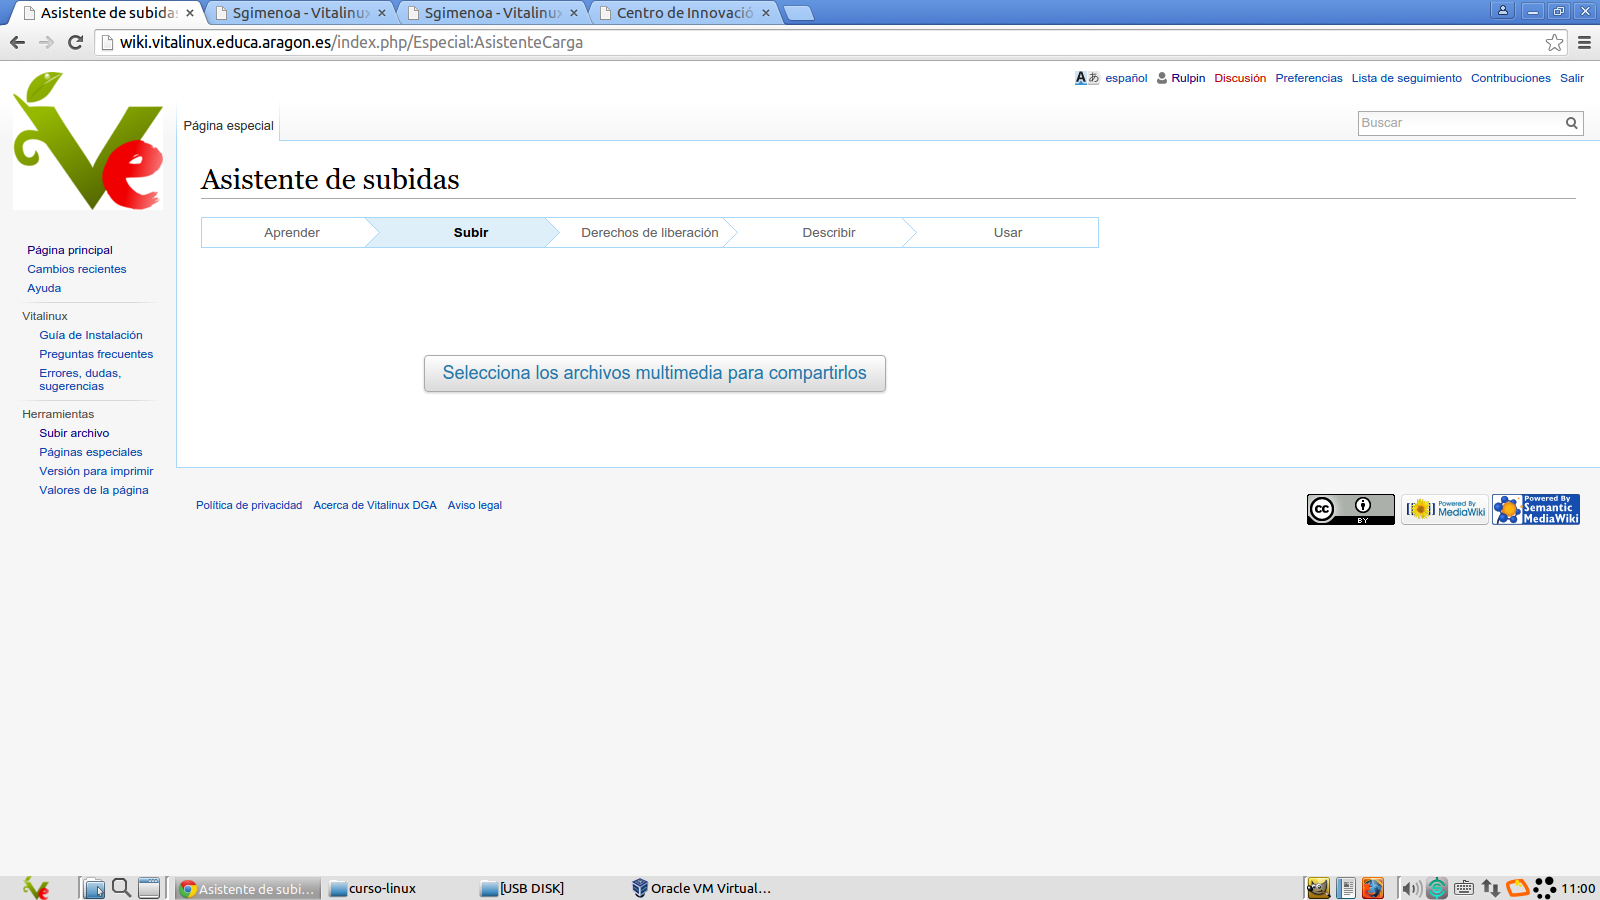 Asistente de subida
Sgimenoa - Vitalinux
Sgimenoa - Vitalinux
Centro de Innovació
wiki.vitalinux.educa.aragon.es/index.php/Especial:AsistenteCarga
español
Rulpin
Discusión
Preferencias
Lista de seguimiento
Contribuciones
Salir
Ve
Página especial
Buscar
Asistente de subidas
Aprender
Subir
Derechos de liberación
Describir
Usar
Página principal
Cambios recientes
Ayuda
Vitalinux
Guía de Instalación
Preguntas frecuentes
Errores, dudas,
sugerencias
Herramientas
Subir archivo
Páginas especiales
Versión para imprimir
Valores de la página
Selecciona los archivos multimedia para compartirlos
Política de privacidad
Acerca de Vitalinux DGA
Aviso legal
cc
BY
Powered By
MediaWiki
Powered By
Semantic
MediaWiki
Asistente de subi...
curso-linux
[USB DISK]
Oracle VM Virtual...
11:00